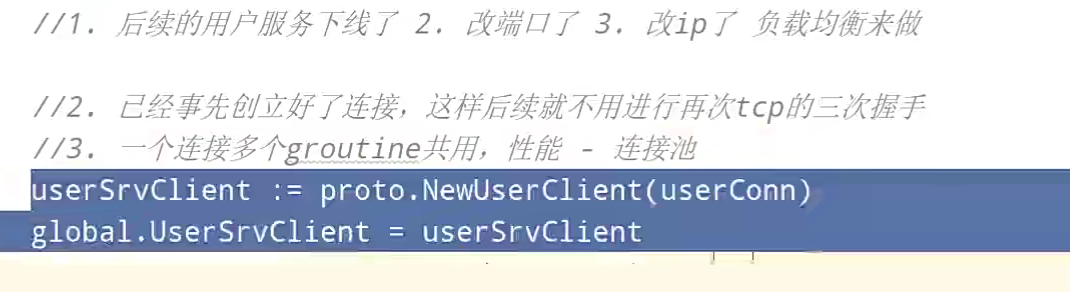 //1. 后续的用户服务下线了 2. 改端口了 3. 改ip了 负载均衡来做
//2. 已经事先创立好了连接，这样后续就不用进行再次tcp的三次握手
//3. 一个连接多个groutine共用，性能 - 连接池
userSrvClient := proto.NewUserClient(userConn)
global.UserSrvClient = userSrvClient